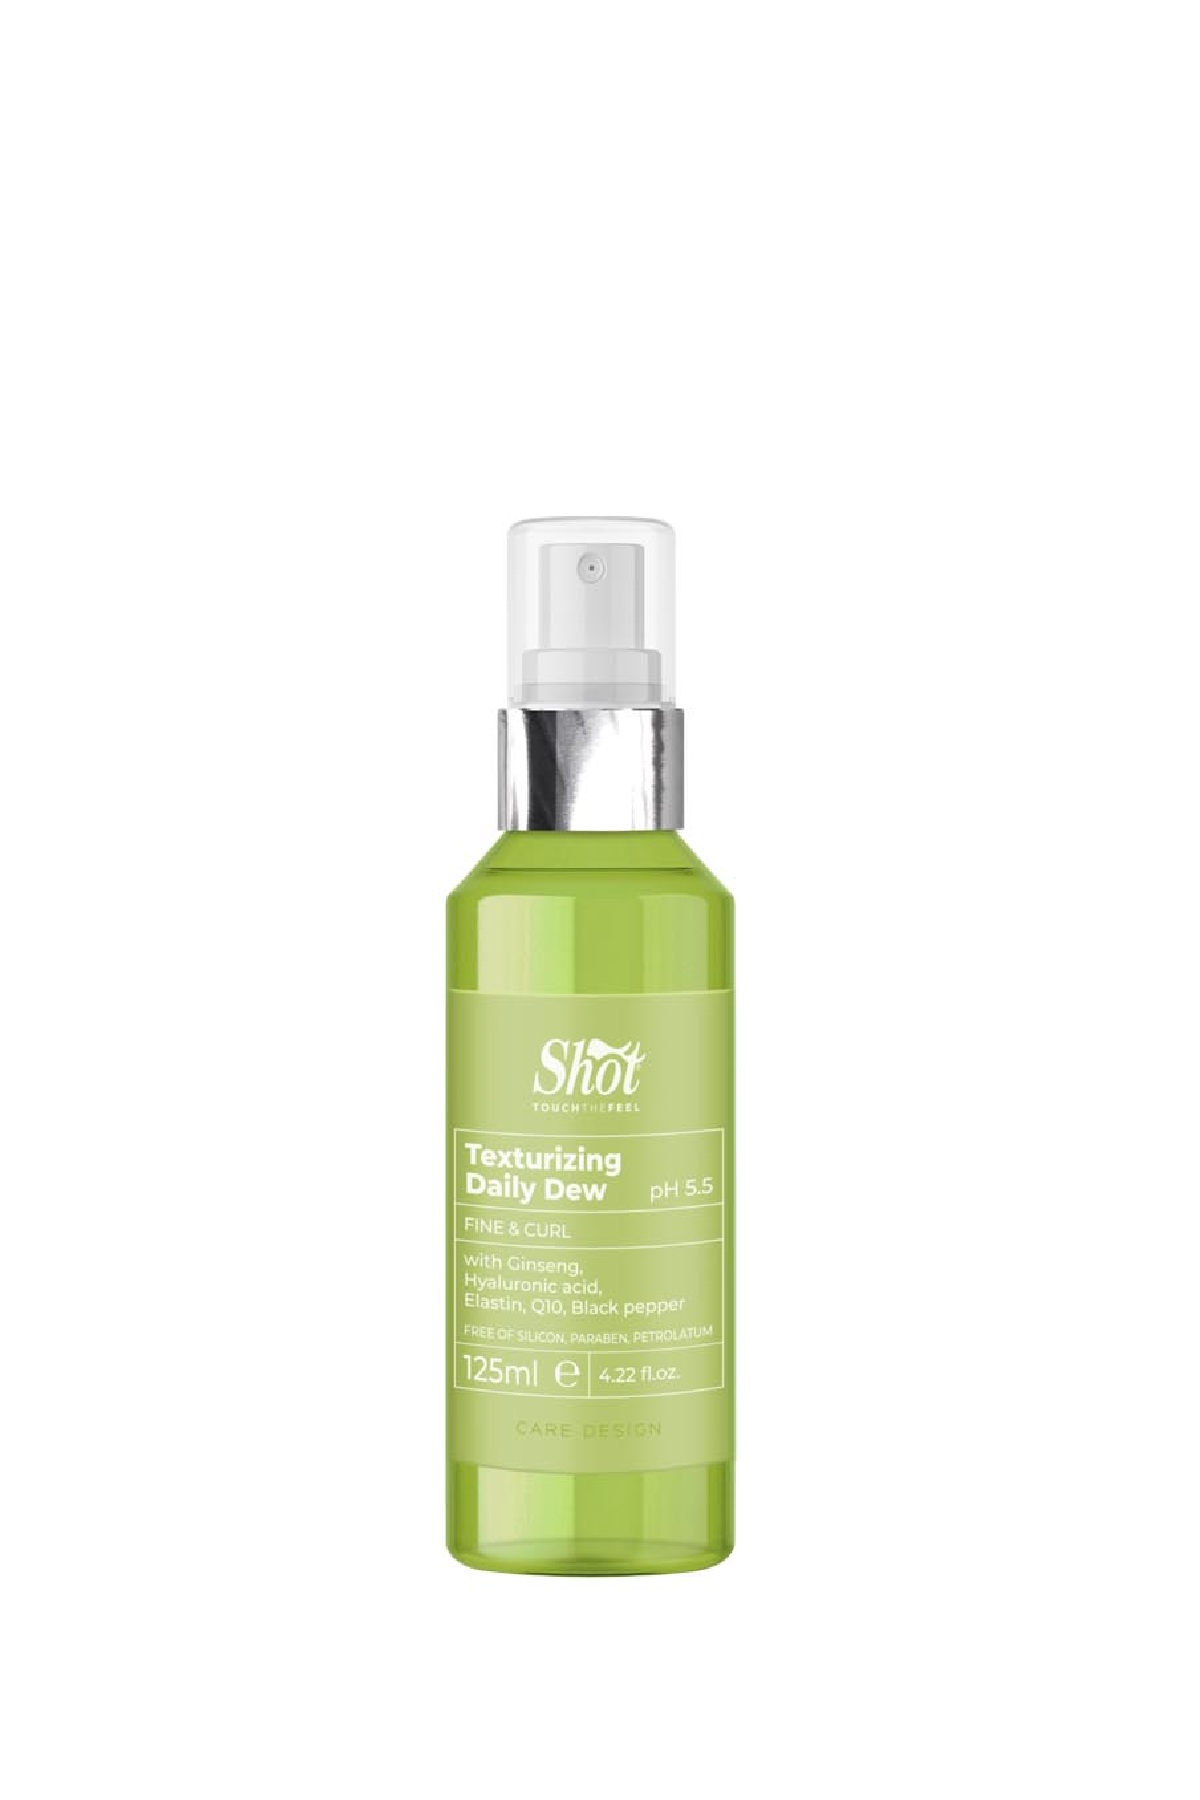 Shot
TOUCHTHEFEEL
Texturizing
Daily Dew
pH 5.5
FINE & CURL
with Ginseng,
Hyaluronic acid,
Elastin, Q10, Black pepper
FREE OF SILICON, PARABEN, PETROLATUM
125ml ℮ 4.22 fl.oz.
CARE DESIGN